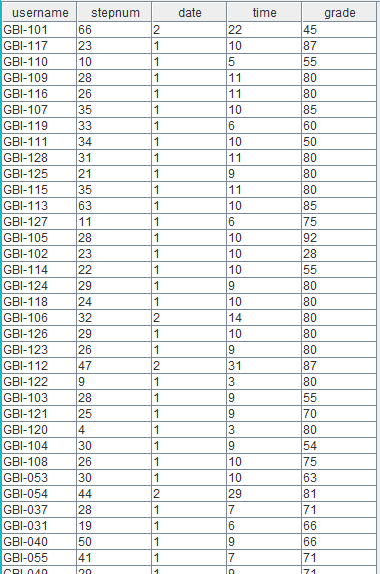 username stepnum date time grade
GBI-101 66 2 22 45
GBI-117 23 1 10 87
GBI-110 10 1 5 55
GBI-109 28 1 11 80
GBI-116 26 1 11 80
GBI-107 35 1 10 85
GBI-119 33 1 6 60
GBI-111 34 1 10 50
GBI-128 31 1 11 80
GBI-125 21 1 9 80
GBI-115 35 1 11 80
GBI-113 63 1 10 85
GBI-127 11 1 6 75
GBI-105 28 1 10 92
GBI-102 23 1 10 28
GBI-114 22 1 10 55
GBI-124 29 1 9 80
GBI-118 24 1 10 80
GBI-106 32 2 14 80
GBI-126 29 1 10 80
GBI-123 26 1 9 80
GBI-112 47 2 31 87
GBI-122 9 1 3 80
GBI-103 28 1 9 55
GBI-121 25 1 9 70
GBI-120 4 1 3 80
GBI-104 30 1 9 54
GBI-108 26 1 10 75
GBI-053 30 1 10 63
GBI-054 44 2 29 81
GBI-037 28 1 7 71
GBI-031 19 1 6 66
GBI-040 50 1 9 66
GBI-055 41 1 7 71
GBI-049 29 1 9 71